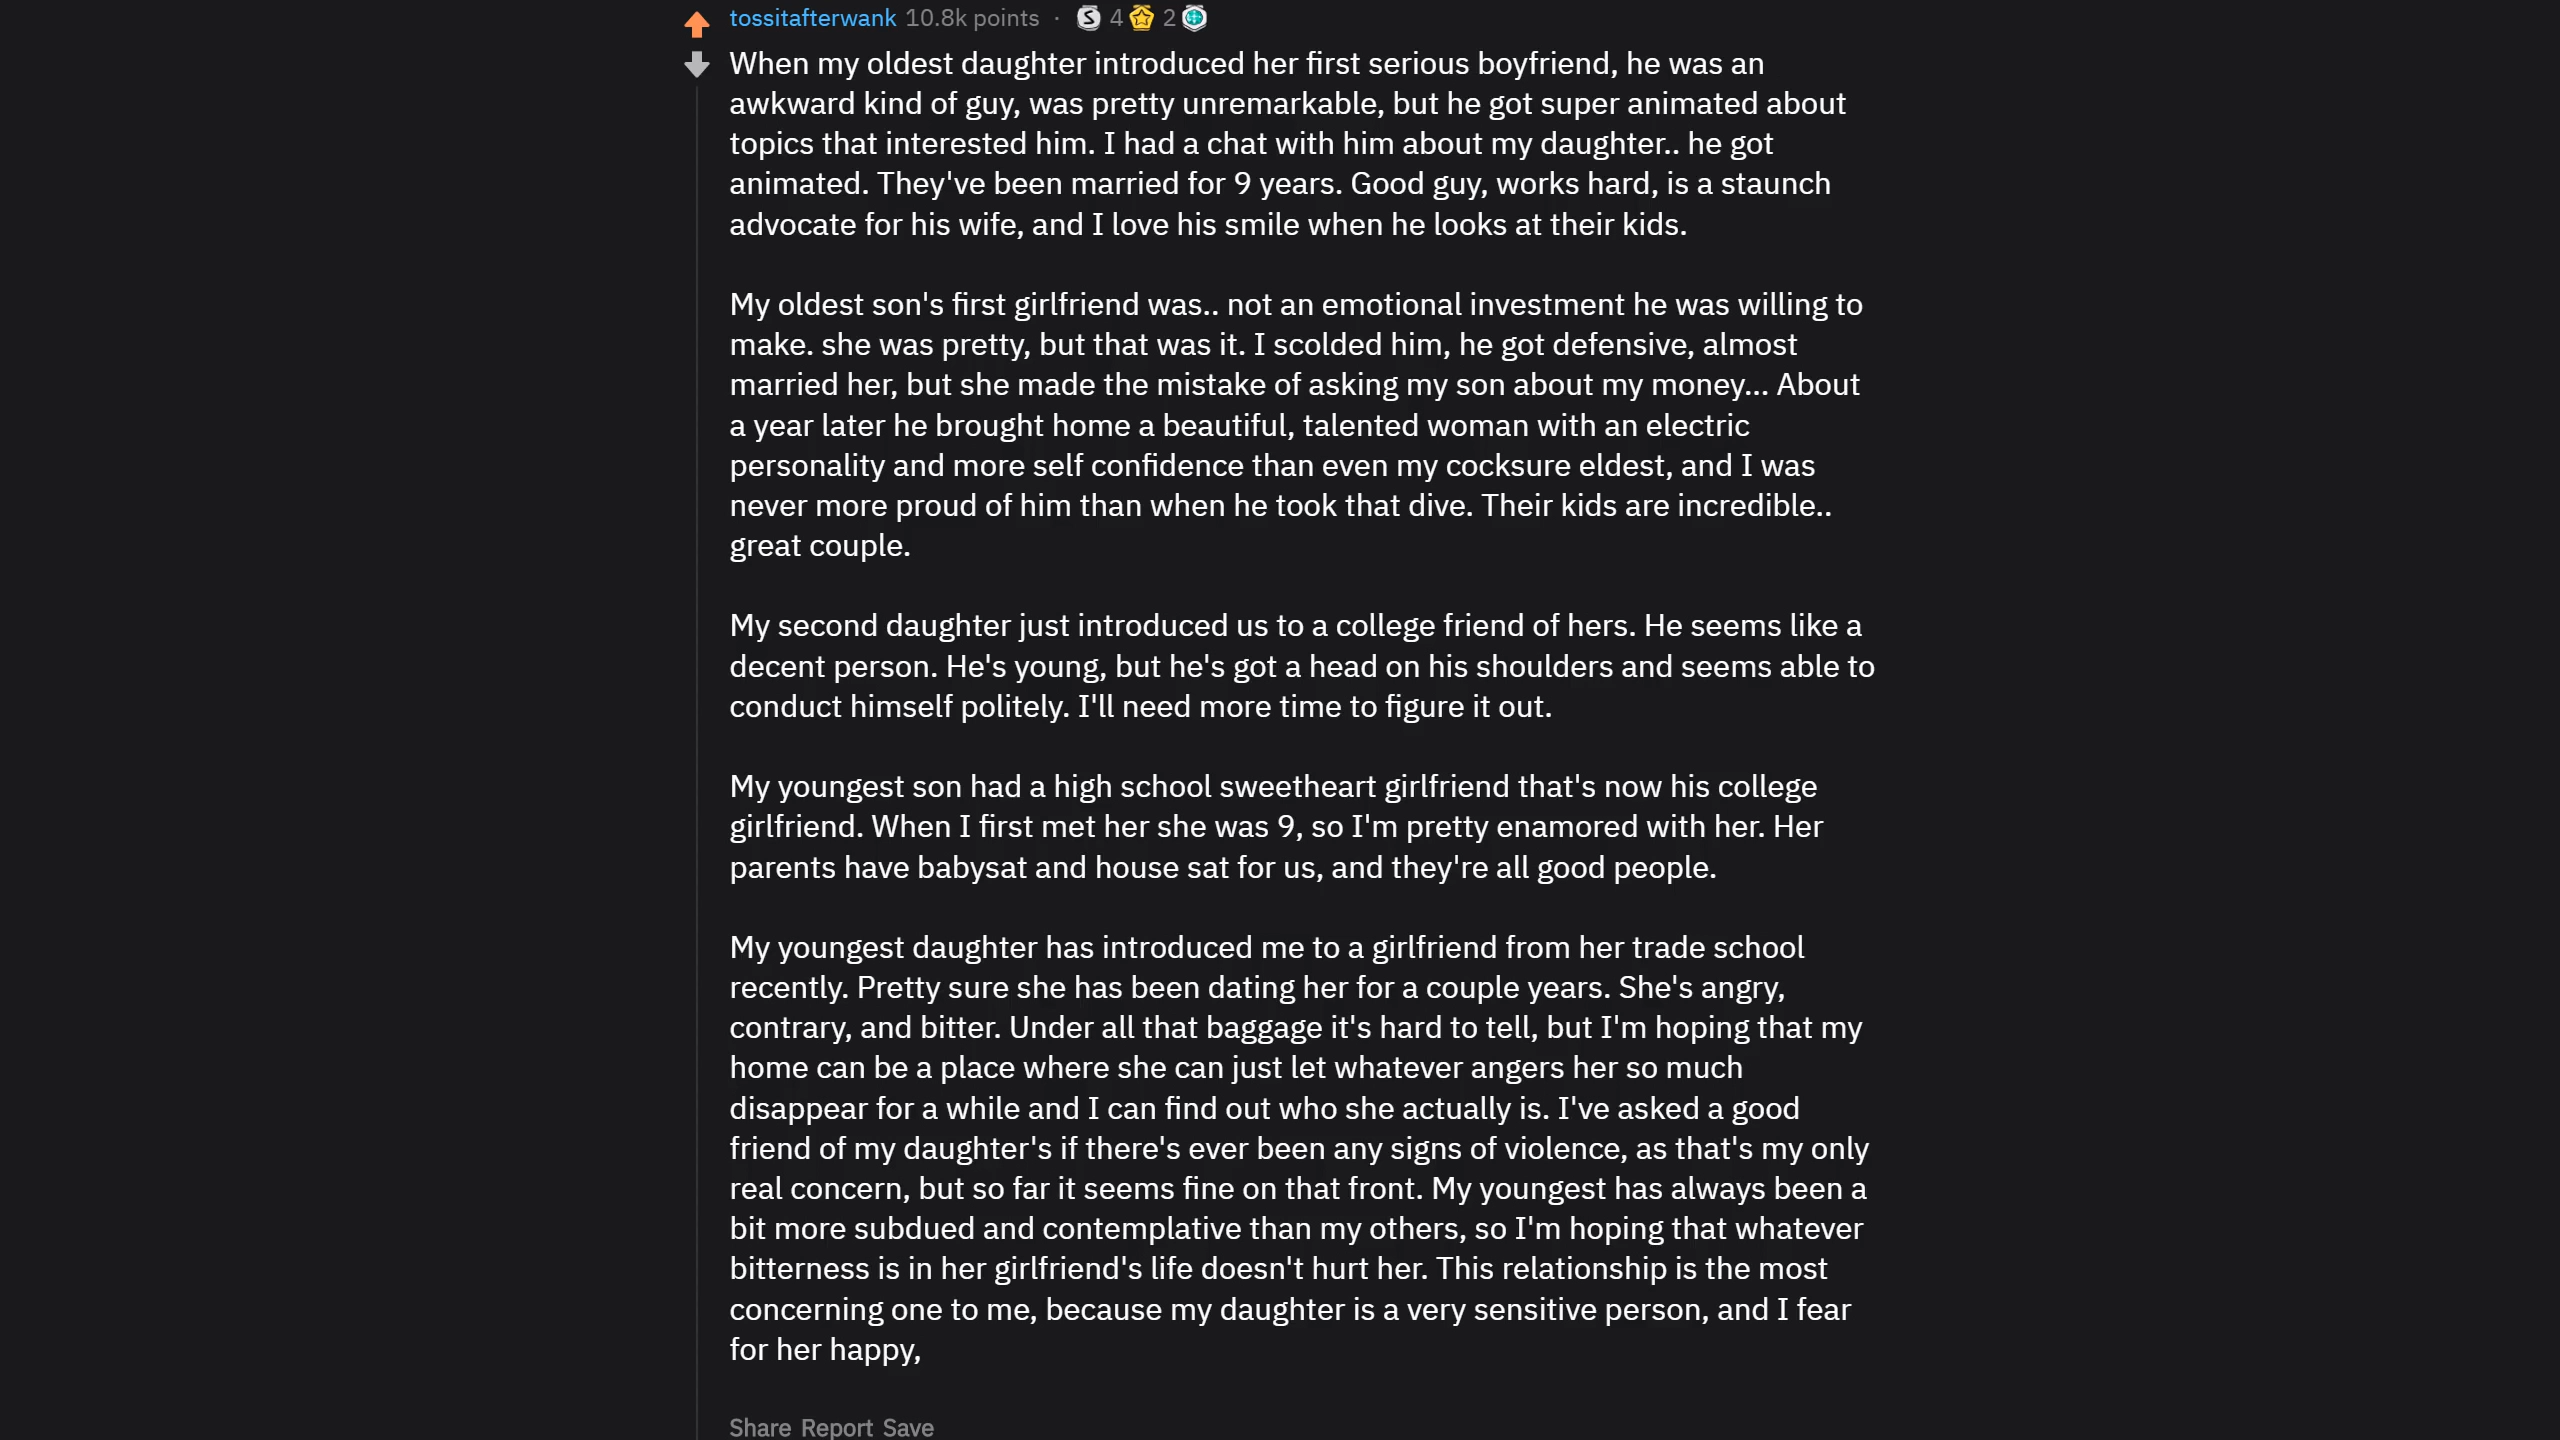 tossitafterwank 10.8k points · S 4 2
When my oldest daughter introduced her first serious boyfriend, he was an
awkward kind of guy, was pretty unremarkable, but he got super animated about
topics that interested him. I had a chat with him about my daughter.. he got
animated. They've been married for 9 years. Good guy, works hard, is a staunch
advocate for his wife, and I love his smile when he looks at their kids.
My oldest son's first girlfriend was.. not an emotional investment he was willing to
make. she was pretty, but that was it. I scolded him, he got defensive, almost
married her, but she made the mistake of asking my son about my money... About
a year later he brought home a beautiful, talented woman with an electric
personality and more self confidence than even my cocksure eldest, and I was
never more proud of him than when he took that dive. Their kids are incredible..
great couple.
My second daughter just introduced us to a college friend of hers. He seems like a
decent person. He's young, but he's got a head on his shoulders and seems able to
conduct himself politely. I'll need more time to figure it out.
My youngest son had a high school sweetheart girlfriend that's now his college
girlfriend. When I first met her she was 9, so I'm pretty enamored with her. Her
parents have babysat and house sat for us, and they're all good people.
My youngest daughter has introduced me to a girlfriend from her trade school
recently. Pretty sure she has been dating her for a couple years. She's angry,
contrary, and bitter. Under all that baggage it's hard to tell, but I'm hoping that my
home can be a place where she can just let whatever angers her so much
disappear for a while and I can find out who she actually is. I've asked a good
friend of my daughter's if there's ever been any signs of violence, as that's my only
real concern, but so far it seems fine on that front. My youngest has always been a
bit more subdued and contemplative than my others, so I'm hoping that whatever
bitterness is in her girlfriend's life doesn't hurt her. This relationship is the most
concerning one to me, because my daughter is a very sensitive person, and I fear
for her happy,
Share Report Save